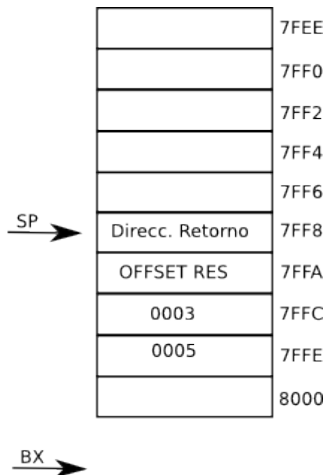 7FEE
7FF0
7FF2
7FF4
7FF6
SP
Direcc. Retorno 7FF8
OFFSET RES 7FFA
0003 7FFC
0005 7FFE
8000
BX